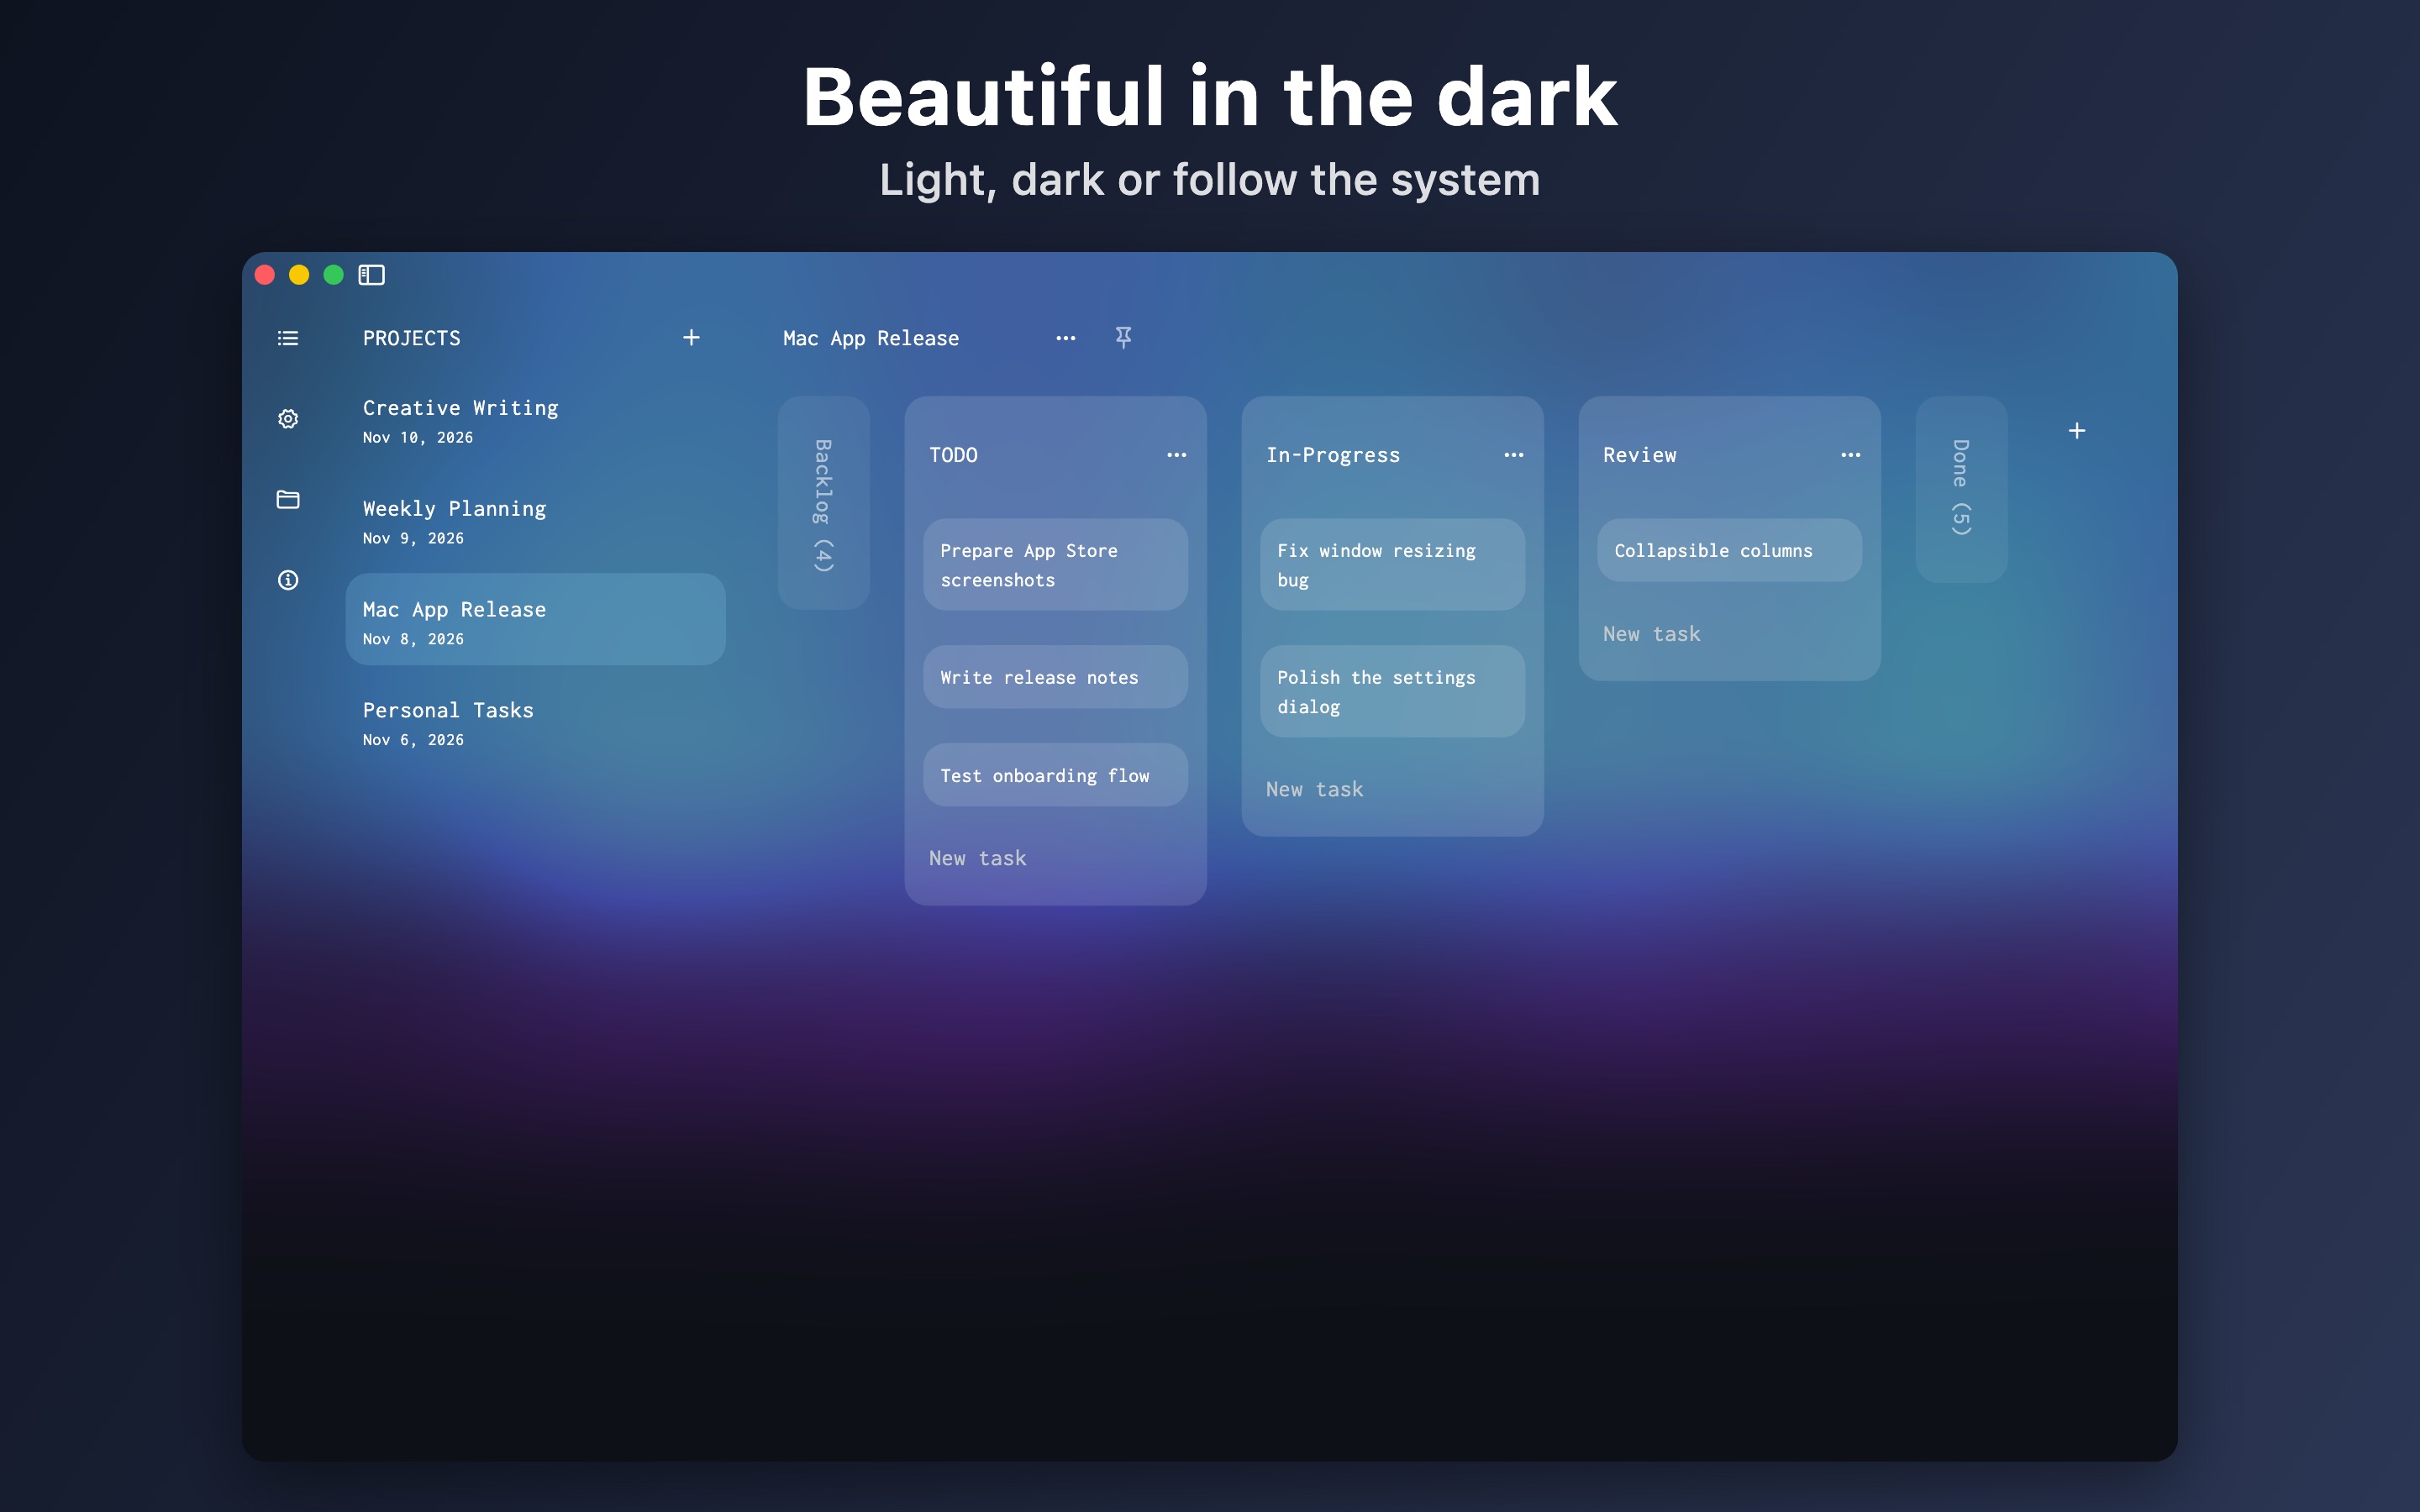 Beautiful in the dark
Light, dark or follow the system
PROJECTS
Creative Writing
Nov 10, 2026
Weekly Planning
Nov 9, 2026
Mac App Release
Nov 8, 2026
Personal Tasks
Nov 6, 2026
Mac App Release
Backlog (4)
TODO
Prepare App Store
screenshots
Write release notes
Test onboarding flow
New task
In-Progress
Fix window resizing
bug
Polish the settings
dialog
New task
Review
Collapsible columns
New task
Done (5)